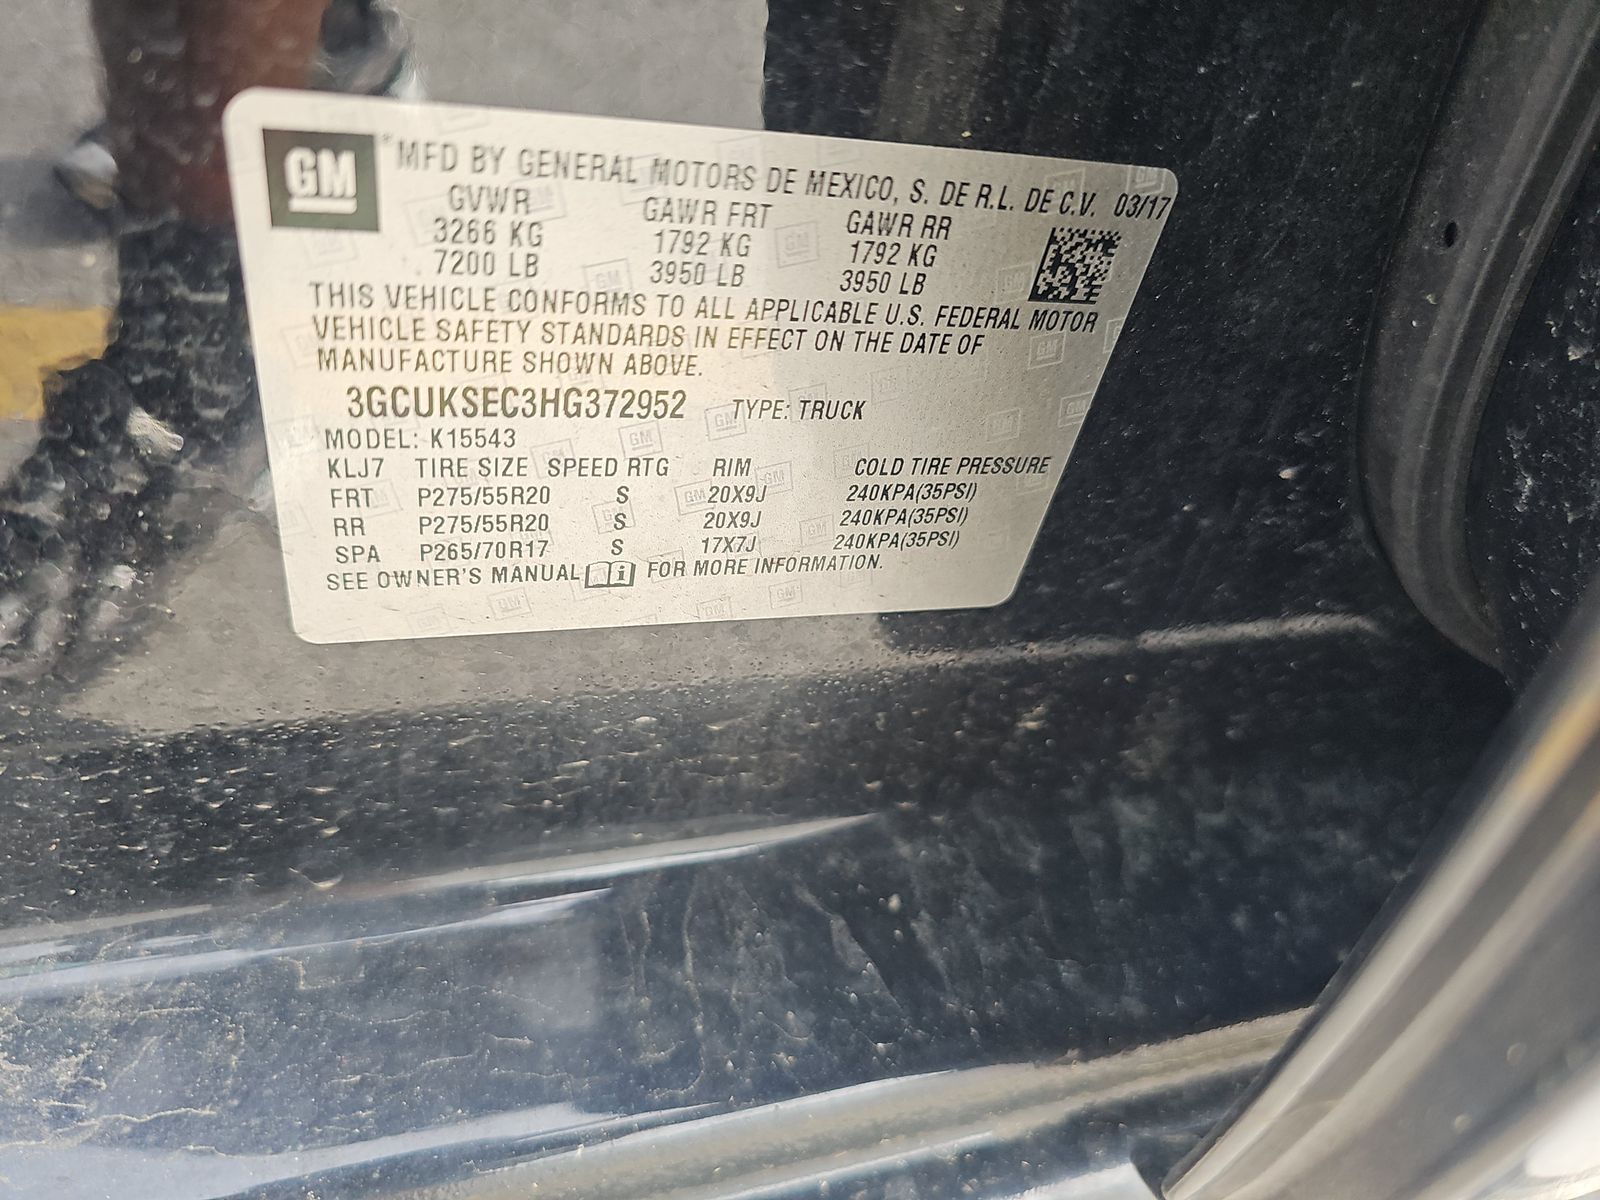 GM
MFD BY GENERAL MOTORS DE MEXICO, S. DE R.L. DE C.V. 03/17
GVWR GAWR FRT GAWR RR
3266 KG 1792 KG 1792 KG
7200 LB 3950 LB 3950 LB
THIS VEHICLE CONFORMS TO ALL APPLICABLE U.S. FEDERAL MOTOR
VEHICLE SAFETY STANDARDS IN EFFECT ON THE DATE OF
MANUFACTURE SHOWN ABOVE.
3GCUKSEC3HG372952 TYPE: TRUCK
MODEL: K15543
KLJ7 TIRE SIZE SPEED RTG RIM COLD TIRE PRESSURE
FRT P275/55R20 S 20X9J 240KPA(35PSI)
RR P275/55R20 S 20X9J 240KPA(35PSI)
SPA P265/70R17 S 17X7J 240KPA(35PSI)
SEE OWNER'S MANUAL FOR MORE INFORMATION.